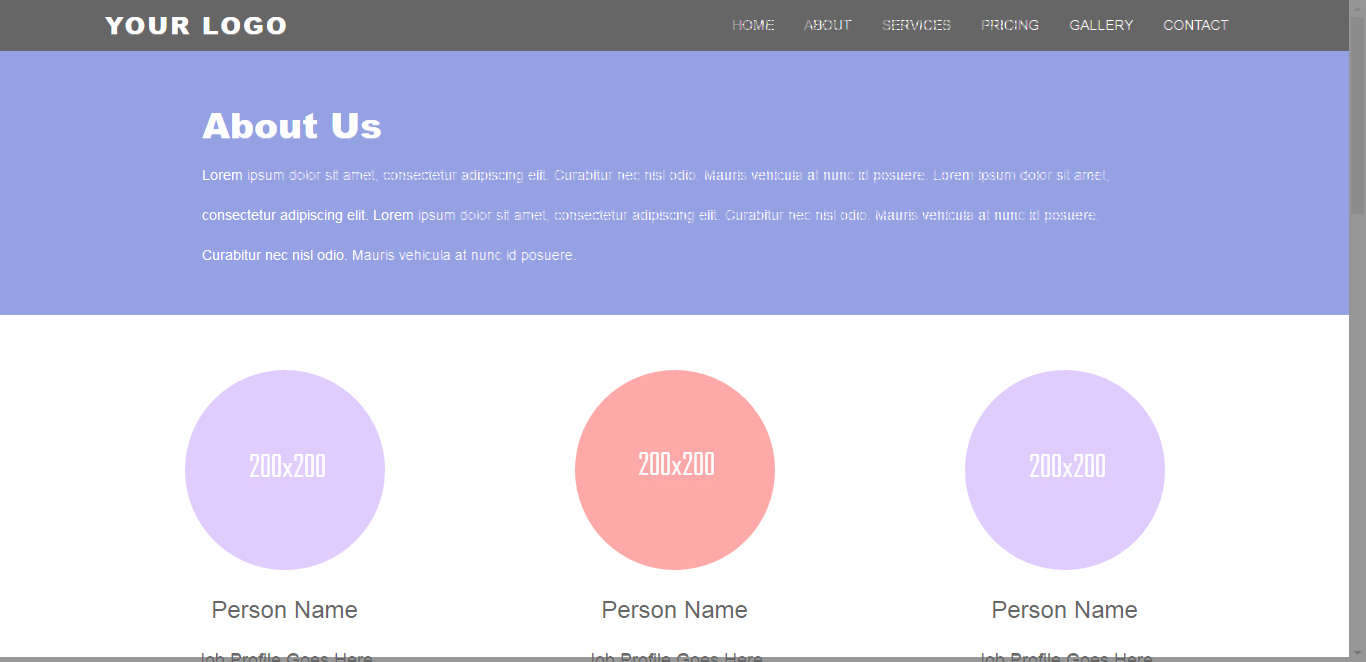 YOUR LOGO
HOME ABOUT SERVICES PRICING GALLERY CONTACT
About Us
Lorem ipsum dolor sit amet, consectetur adipiscing elit. Curabitur nec nisl odio. Mauris vehicula at nunc id posuere. Lorem ipsum dolor sit amet,
consectetur adipiscing elit. Lorem ipsum dolor sit amet, consectetur adipiscing elit. Curabitur nec nisl odio. Mauris vehicula at nunc id posuere.
Curabitur nec nisl odio. Mauris vehicula at nunc id posuere.
200x200 200x200 200x200
Person Name Person Name Person Name
Job Profile Goes Here Job Profile Goes Here Job Profile Goes Here